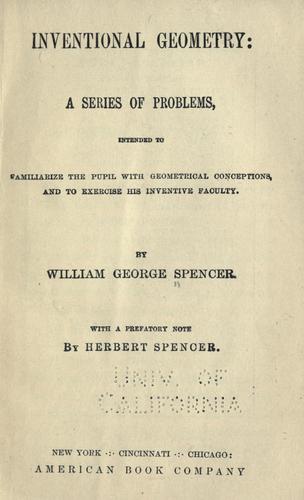 INVENTIONAL GEOMETRY:
A SERIES OF PROBLEMS,
INTENDED TO
FAMILIARIZE THE PUPIL WITH GEOMETRICAL CONCEPTIONS,
AND TO EXERCISE HIS INVENTIVE FACULTY.
BY
WILLIAM GEORGE SPENCER.
WITH A PREFATORY NOTE
BY HERBERT SPENCER.
UNIV. OF
CALIFORNIA
NEW YORK ·:· CINCINNATI ·:· CHICAGO:
AMERICAN BOOK COMPANY